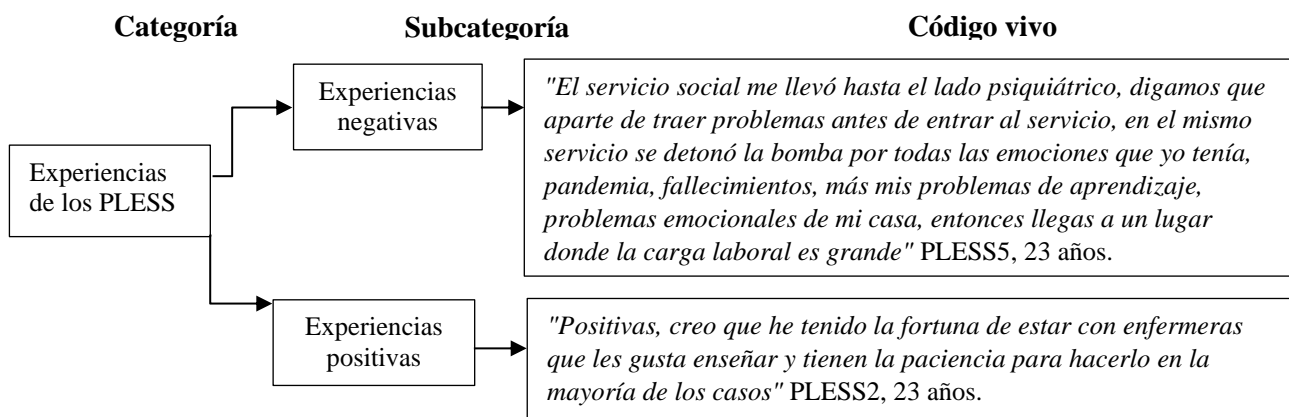 Categoría Subcategoría Código vivo
Experiencias
de los PLESS
Experiencias
negativas
"El servicio social me llevó hasta el lado psiquiátrico, digamos que
aparte de traer problemas antes de entrar al servicio, en el mismo
servicio se detonó la bomba por todas las emociones que yo tenía,
pandemia, fallecimientos, más mis problemas de aprendizaje,
problemas emocionales de mi casa, entonces llegas a un lugar
donde la carga laboral es grande" PLESS5, 23 años.
Experiencias
positivas
"Positivas, creo que he tenido la fortuna de estar con enfermeras
que les gusta enseñar y tienen la paciencia para hacerlo en la
mayoría de los casos" PLESS2, 23 años.